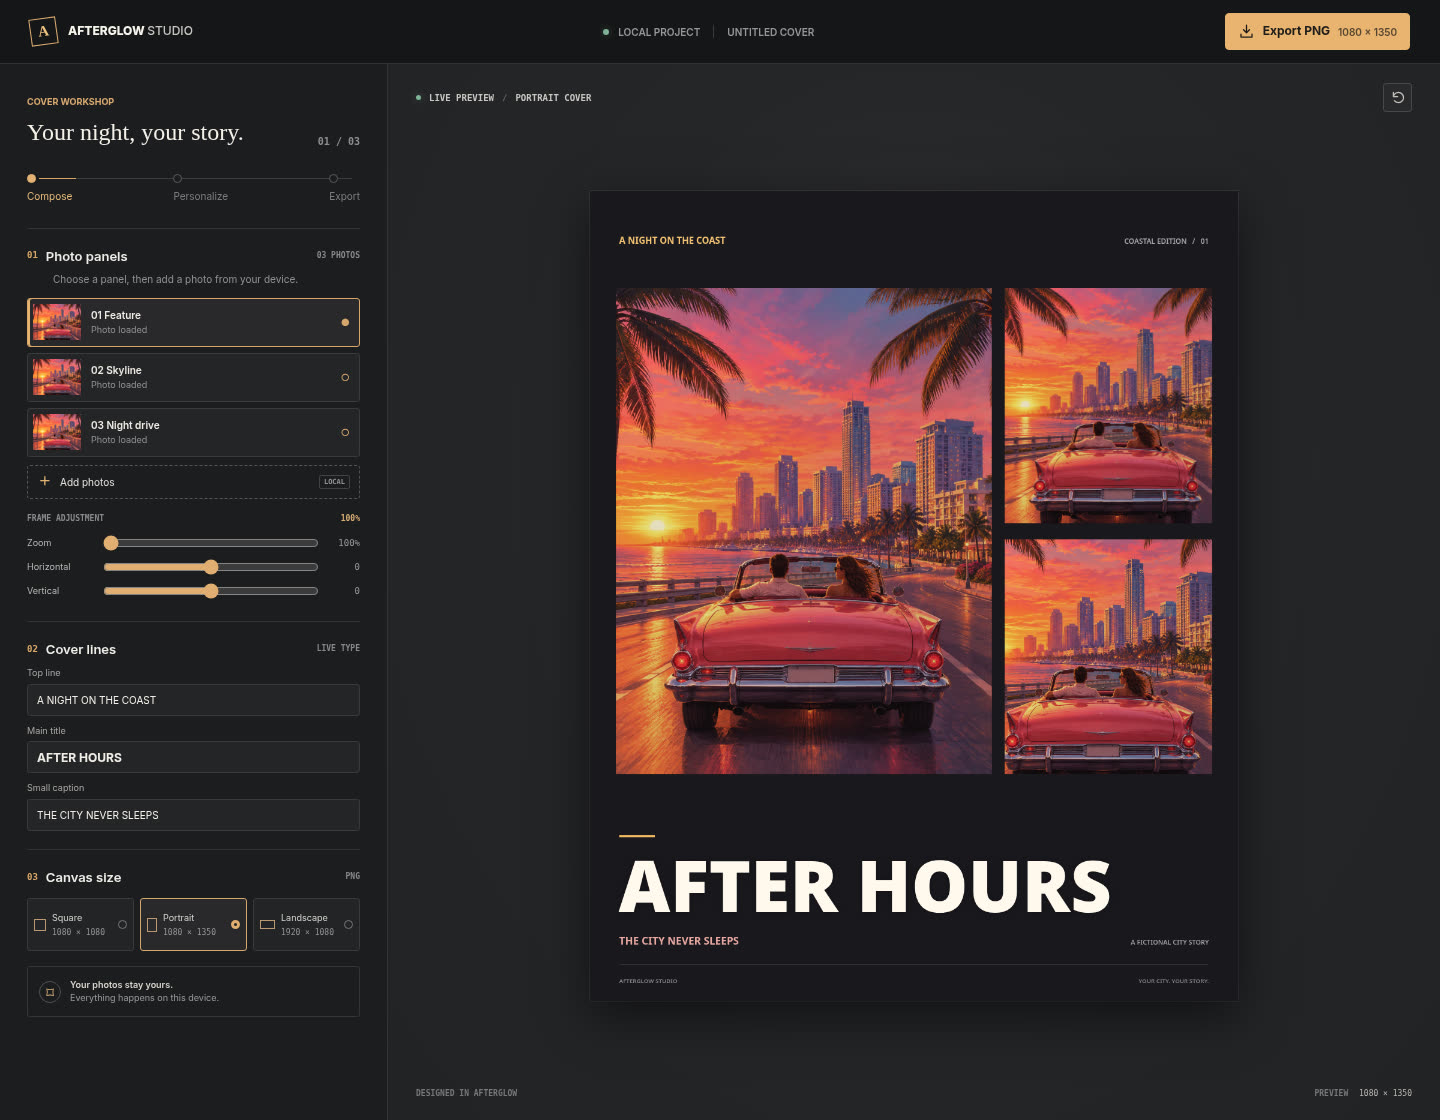 A AFTERGLOW STUDIO
LOCAL PROJECT
UNTITLED COVER
Export PNG 1080 × 1350
COVER WORKSHOP
Your night, your story.
01 / 03
Compose
Personalize
Export
01 Photo panels
03 PHOTOS
Choose a panel, then add a photo from your device.
01 Feature
Photo loaded
02 Skyline
Photo loaded
03 Night drive
Photo loaded
+ Add photos
LOCAL
FRAME ADJUSTMENT
100%
Zoom
100%
Horizontal
0
Vertical
0
02 Cover lines
LIVE TYPE
Top line
A NIGHT ON THE COAST
Main title
AFTER HOURS
Small caption
THE CITY NEVER SLEEPS
03 Canvas size
PNG
Square
1080 × 1080
Portrait
1080 × 1350
Landscape
1920 × 1080
Your photos stay yours.
Everything happens on this device.
LIVE PREVIEW / PORTRAIT COVER
A NIGHT ON THE COAST
COASTAL EDITION / 01
AFTER HOURS
THE CITY NEVER SLEEPS
A FICTIONAL CITY STORY
AFTERGLOW STUDIO
YOUR CITY. YOUR STORY.
DESIGNED IN AFTERGLOW
PREVIEW 1080 × 1350